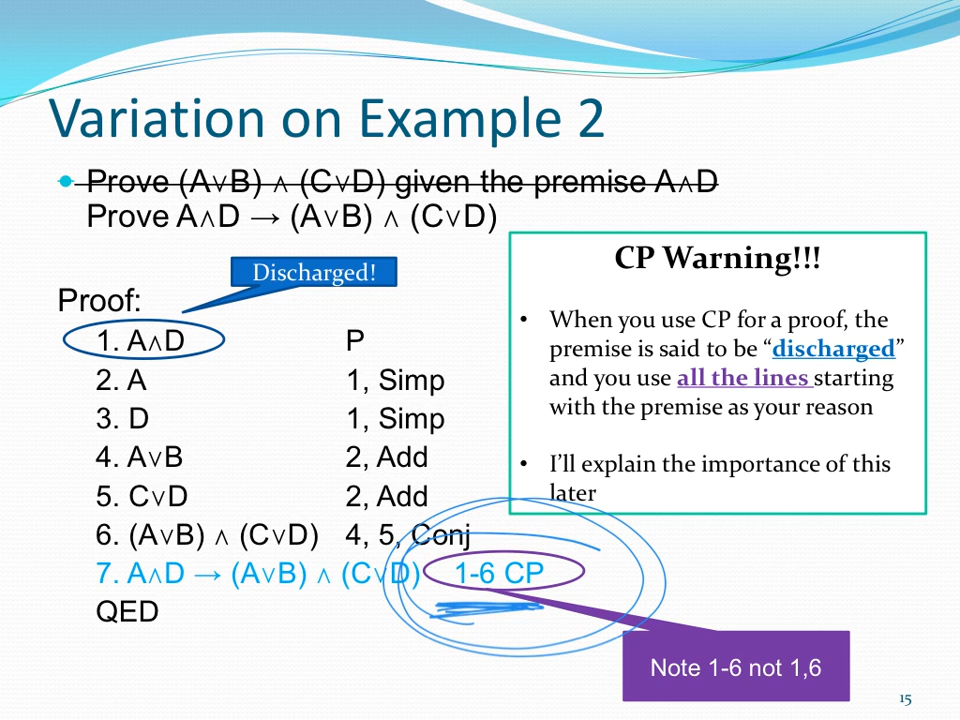 Variation on Example 2
Prove (A∨B) ∧ (C∨D) given the premise A∧D
Prove A∧D → (A∨B) ∧ (C∨D)
Discharged!
Proof:
1. A∧D P
2. A 1, Simp
3. D 1, Simp
4. A∨B 2, Add
5. C∨D 2, Add
6. (A∨B) ∧ (C∨D) 4, 5, Conj
7. A∧D → (A∨B) ∧ (C∨D) 1-6 CP
QED
CP Warning!!!
• When you use CP for a proof, the
premise is said to be “discharged”
and you use all the lines starting
with the premise as your reason
• I’ll explain the importance of this
later
Note 1-6 not 1,6
15